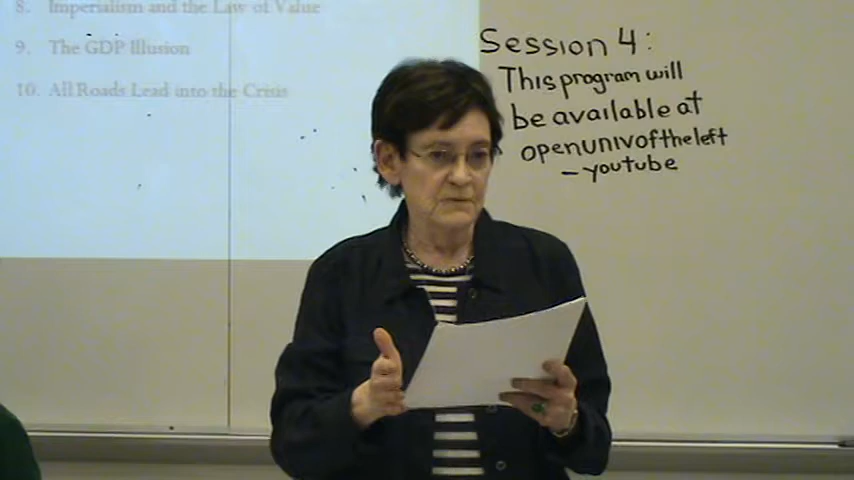 8. Imperialism and the Law of Value
9. The GDP Illusion
10. All Roads Lead into the Crisis
Session 4:
This program will
be available at
openunivoftheleft
- youtube